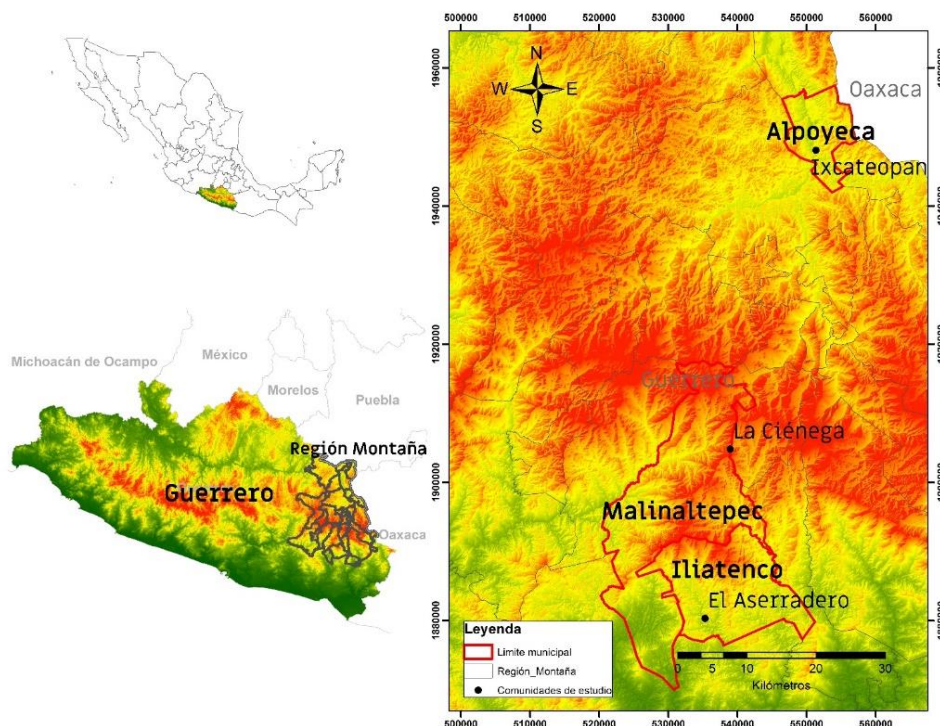 500000 510000 520000 530000 540000 550000 560000
1960000
N
W E
S
Oaxaca
Alpoyeca
Ixcateopan
1940000
1920000
Guerrero
La Ciénega
1900000
Malinaltepec
Iliatenco
El Aserradero
1880000
Leyenda
Límite municipal
Región_Montaña
Comunidades de estudio
0 5 10 20 30
Kilómetros
500000 510000 520000 530000 540000 550000 560000
Michoacán de Ocampo
México
Morelos
Puebla
Región Montaña
Guerrero
Oaxaca